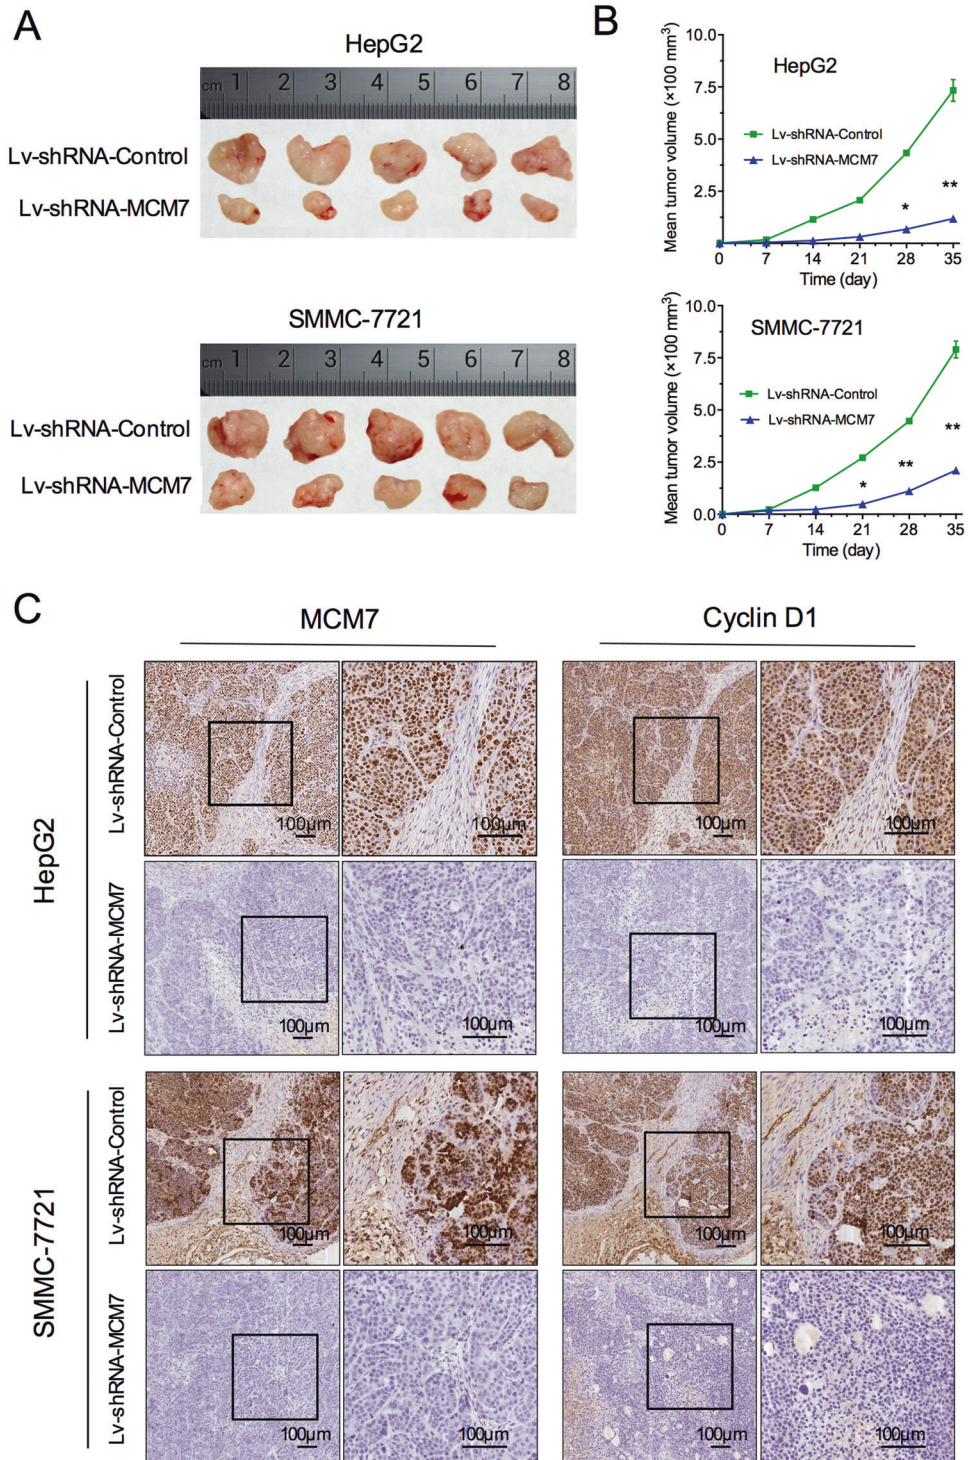 A
HepG2
cm 1 2 3 4 5 6 7 8
Lv-shRNA-Control
Lv-shRNA-MCM7
SMMC-7721
cm 1 2 3 4 5 6 7 8
Lv-shRNA-Control
Lv-shRNA-MCM7
B
Mean tumor volume (×100 mm³)
10.0
7.5
5.0
2.5
HepG2
Lv-shRNA-Control
Lv-shRNA-MCM7
*
**
0 7 14 21 28 35
Time (day)
Mean tumor volume (×100 mm³)
10.0
7.5
5.0
2.5
0.0
SMMC-7721
Lv-shRNA-Control
Lv-shRNA-MCM7
*
**
**
0 7 14 21 28 35
Time (day)
C
MCM7
Cyclin D1
HepG2
Lv-shRNA-Control
100μm
100μm
100μm
100μm
Lv-shRNA-MCM7
100μm
100μm
100μm
100μm
SMMC-7721
Lv-shRNA-Control
100μm
100μm
100μm
100μm
Lv-shRNA-MCM7
100μm
100μm
100μm
100μm